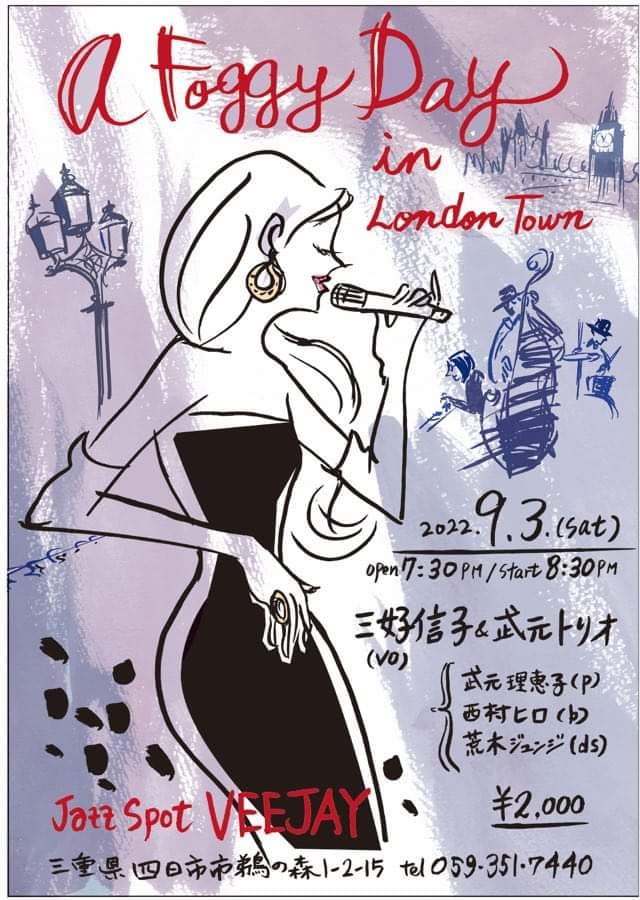 A Foggy Day
in
London Town
2022.9.3.(sat)
open 7:30PM / start 8:30PM
三好信子&武元トリオ
(vo)
武元理恵子(p)
西村ヒロ(b)
荒木ジュンジ(ds)
¥2,000
Jazz Spot VEEJAY
三重県四日市市鵜の森1-2-15 tel 059・351・7440